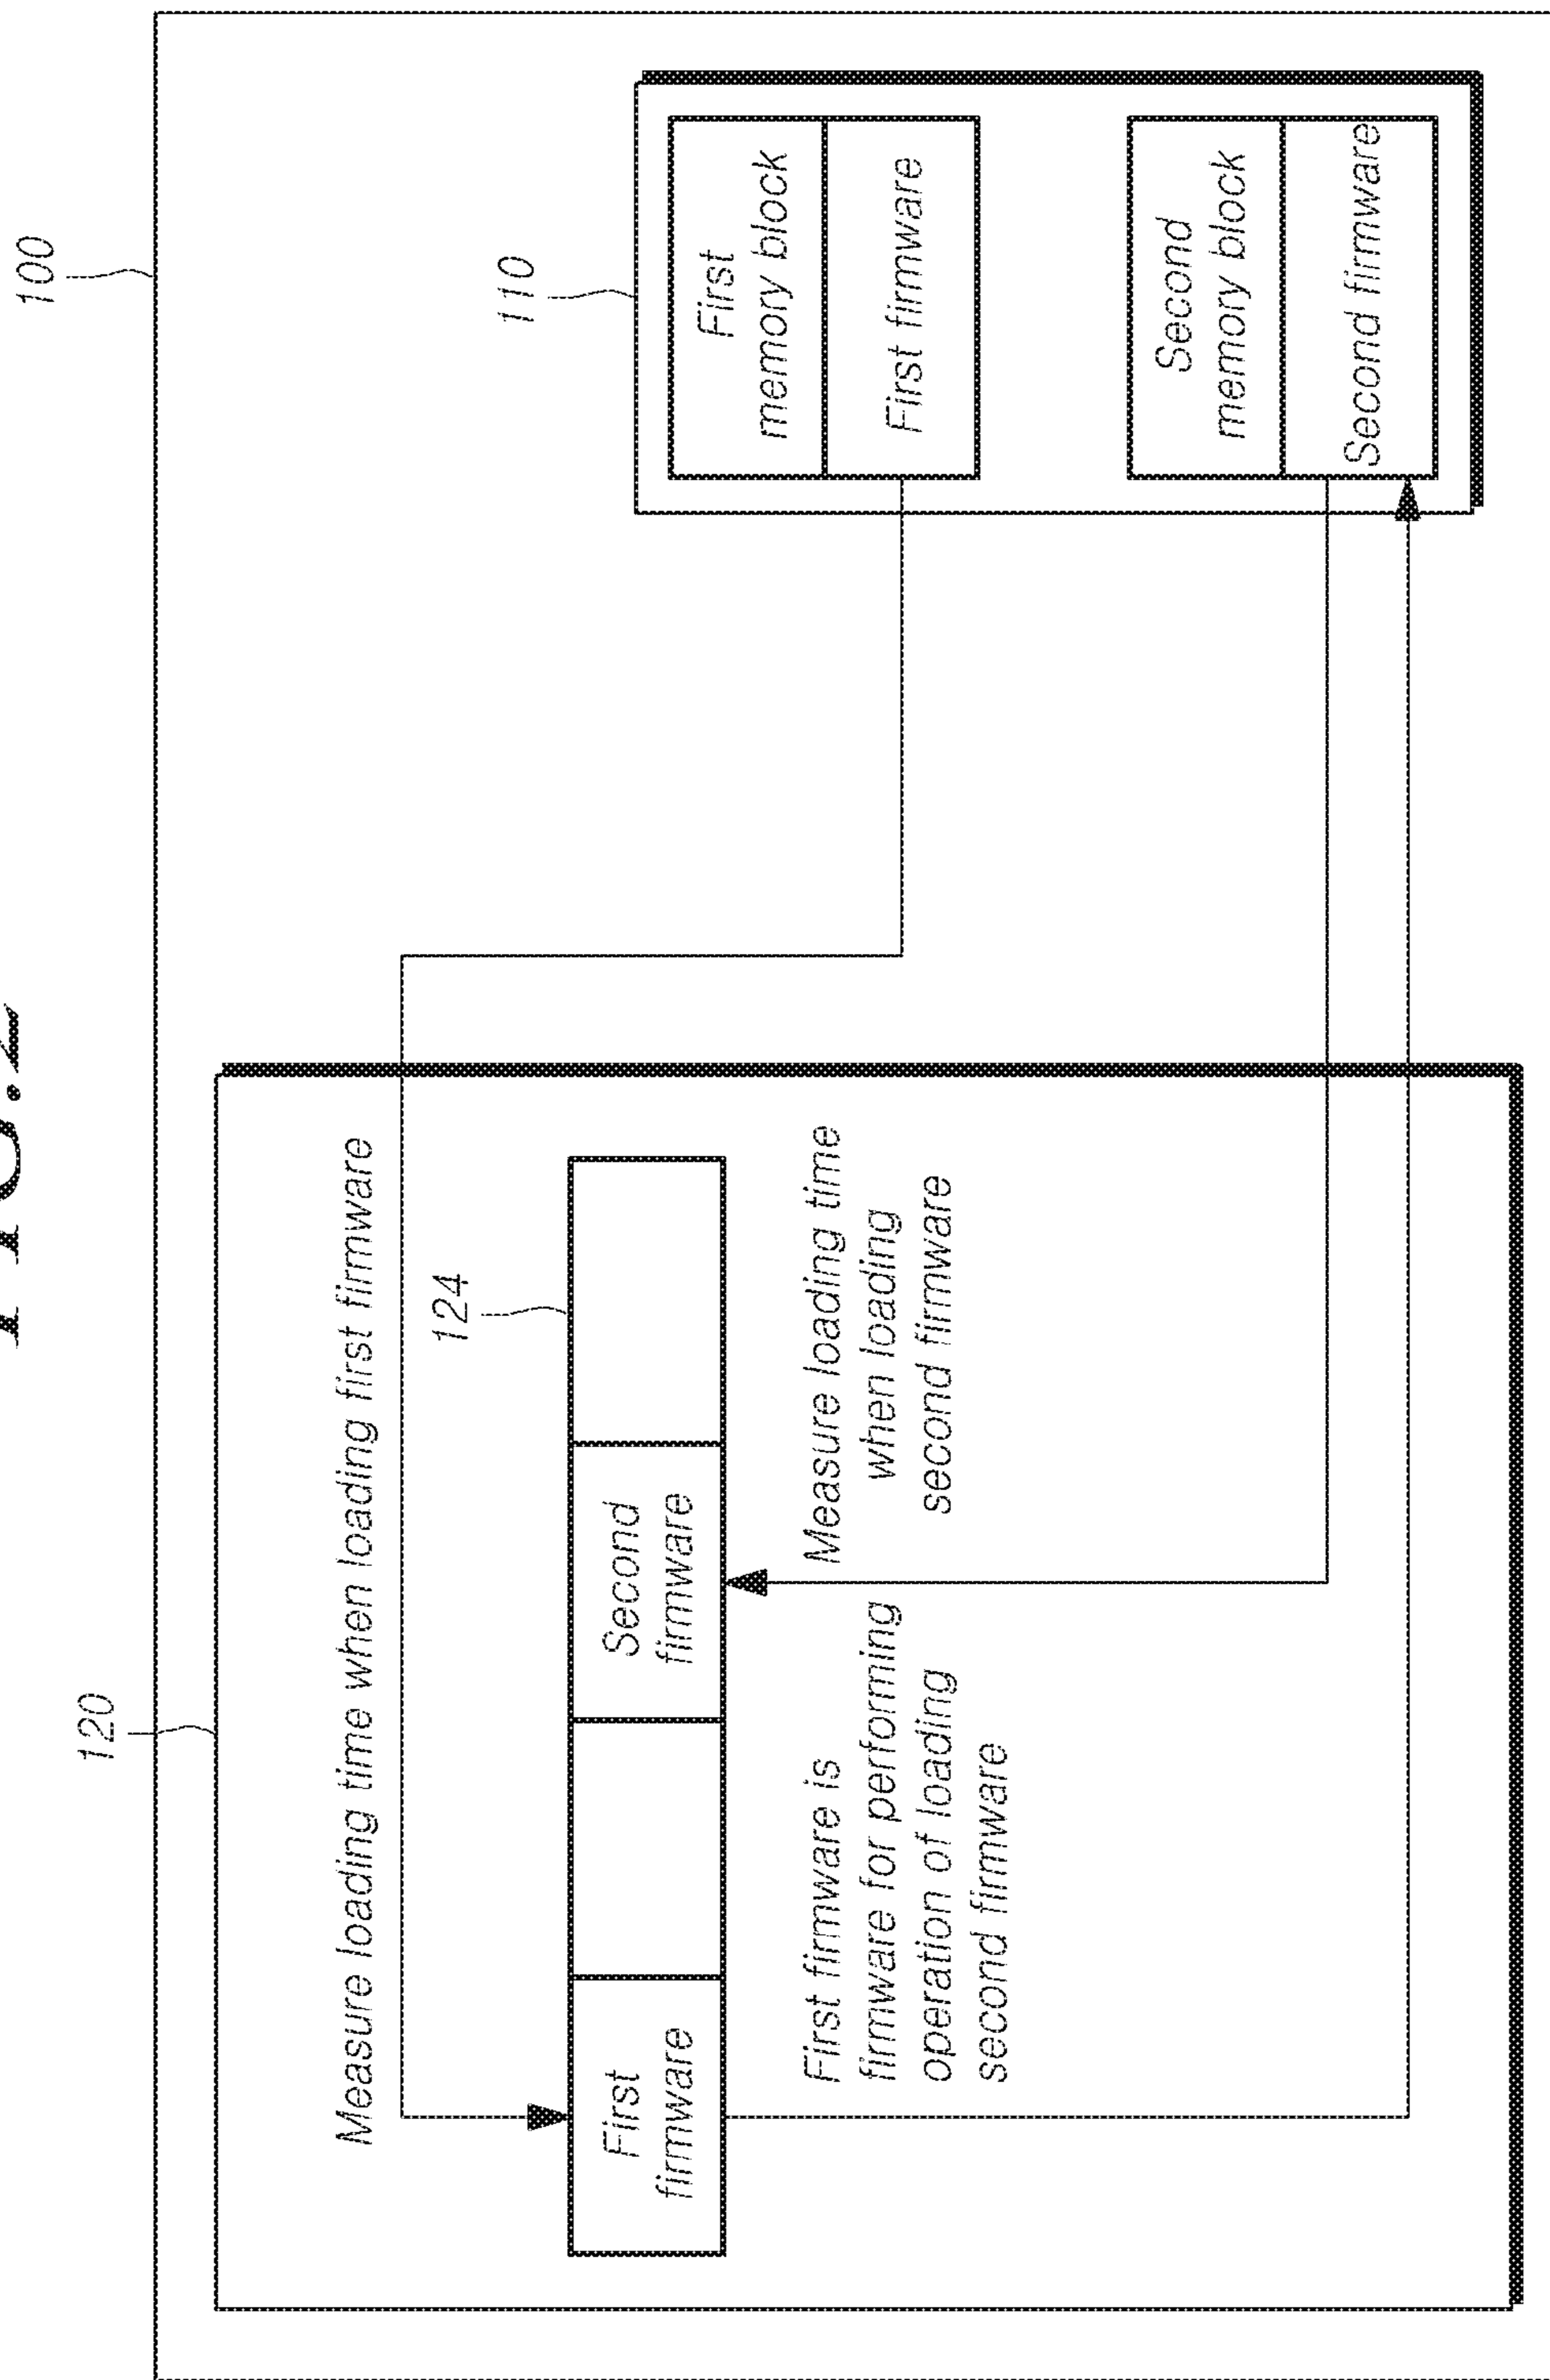 100
120
Measure loading time when loading first firmware
124
110
First
firmware
Second
firmware
First firmware is
firmware for performing
operation of loading
second firmware
Measure loading time
when loading
second firmware
First
memory block
First firmware
Second
memory block
Second firmware